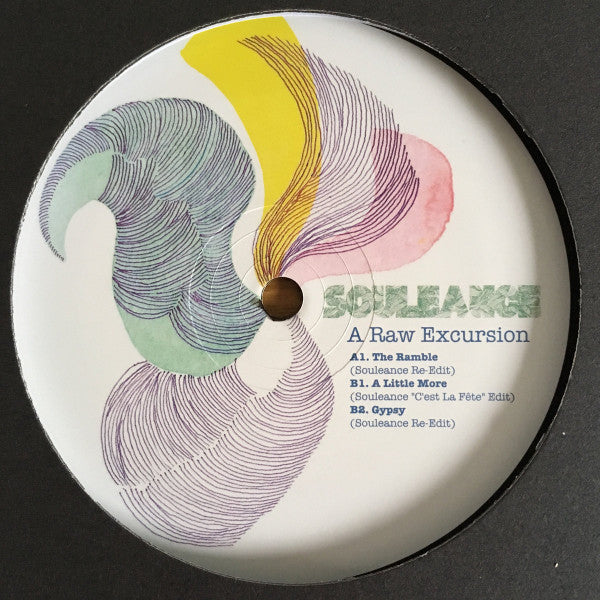 SOULEANCE
A Raw Excursion
A1. The Ramble
(Souleance Re-Edit)
B1. A Little More
(Souleance "C'est La Fête" Edit)
B2. Gypsy
(Souleance Re-Edit)